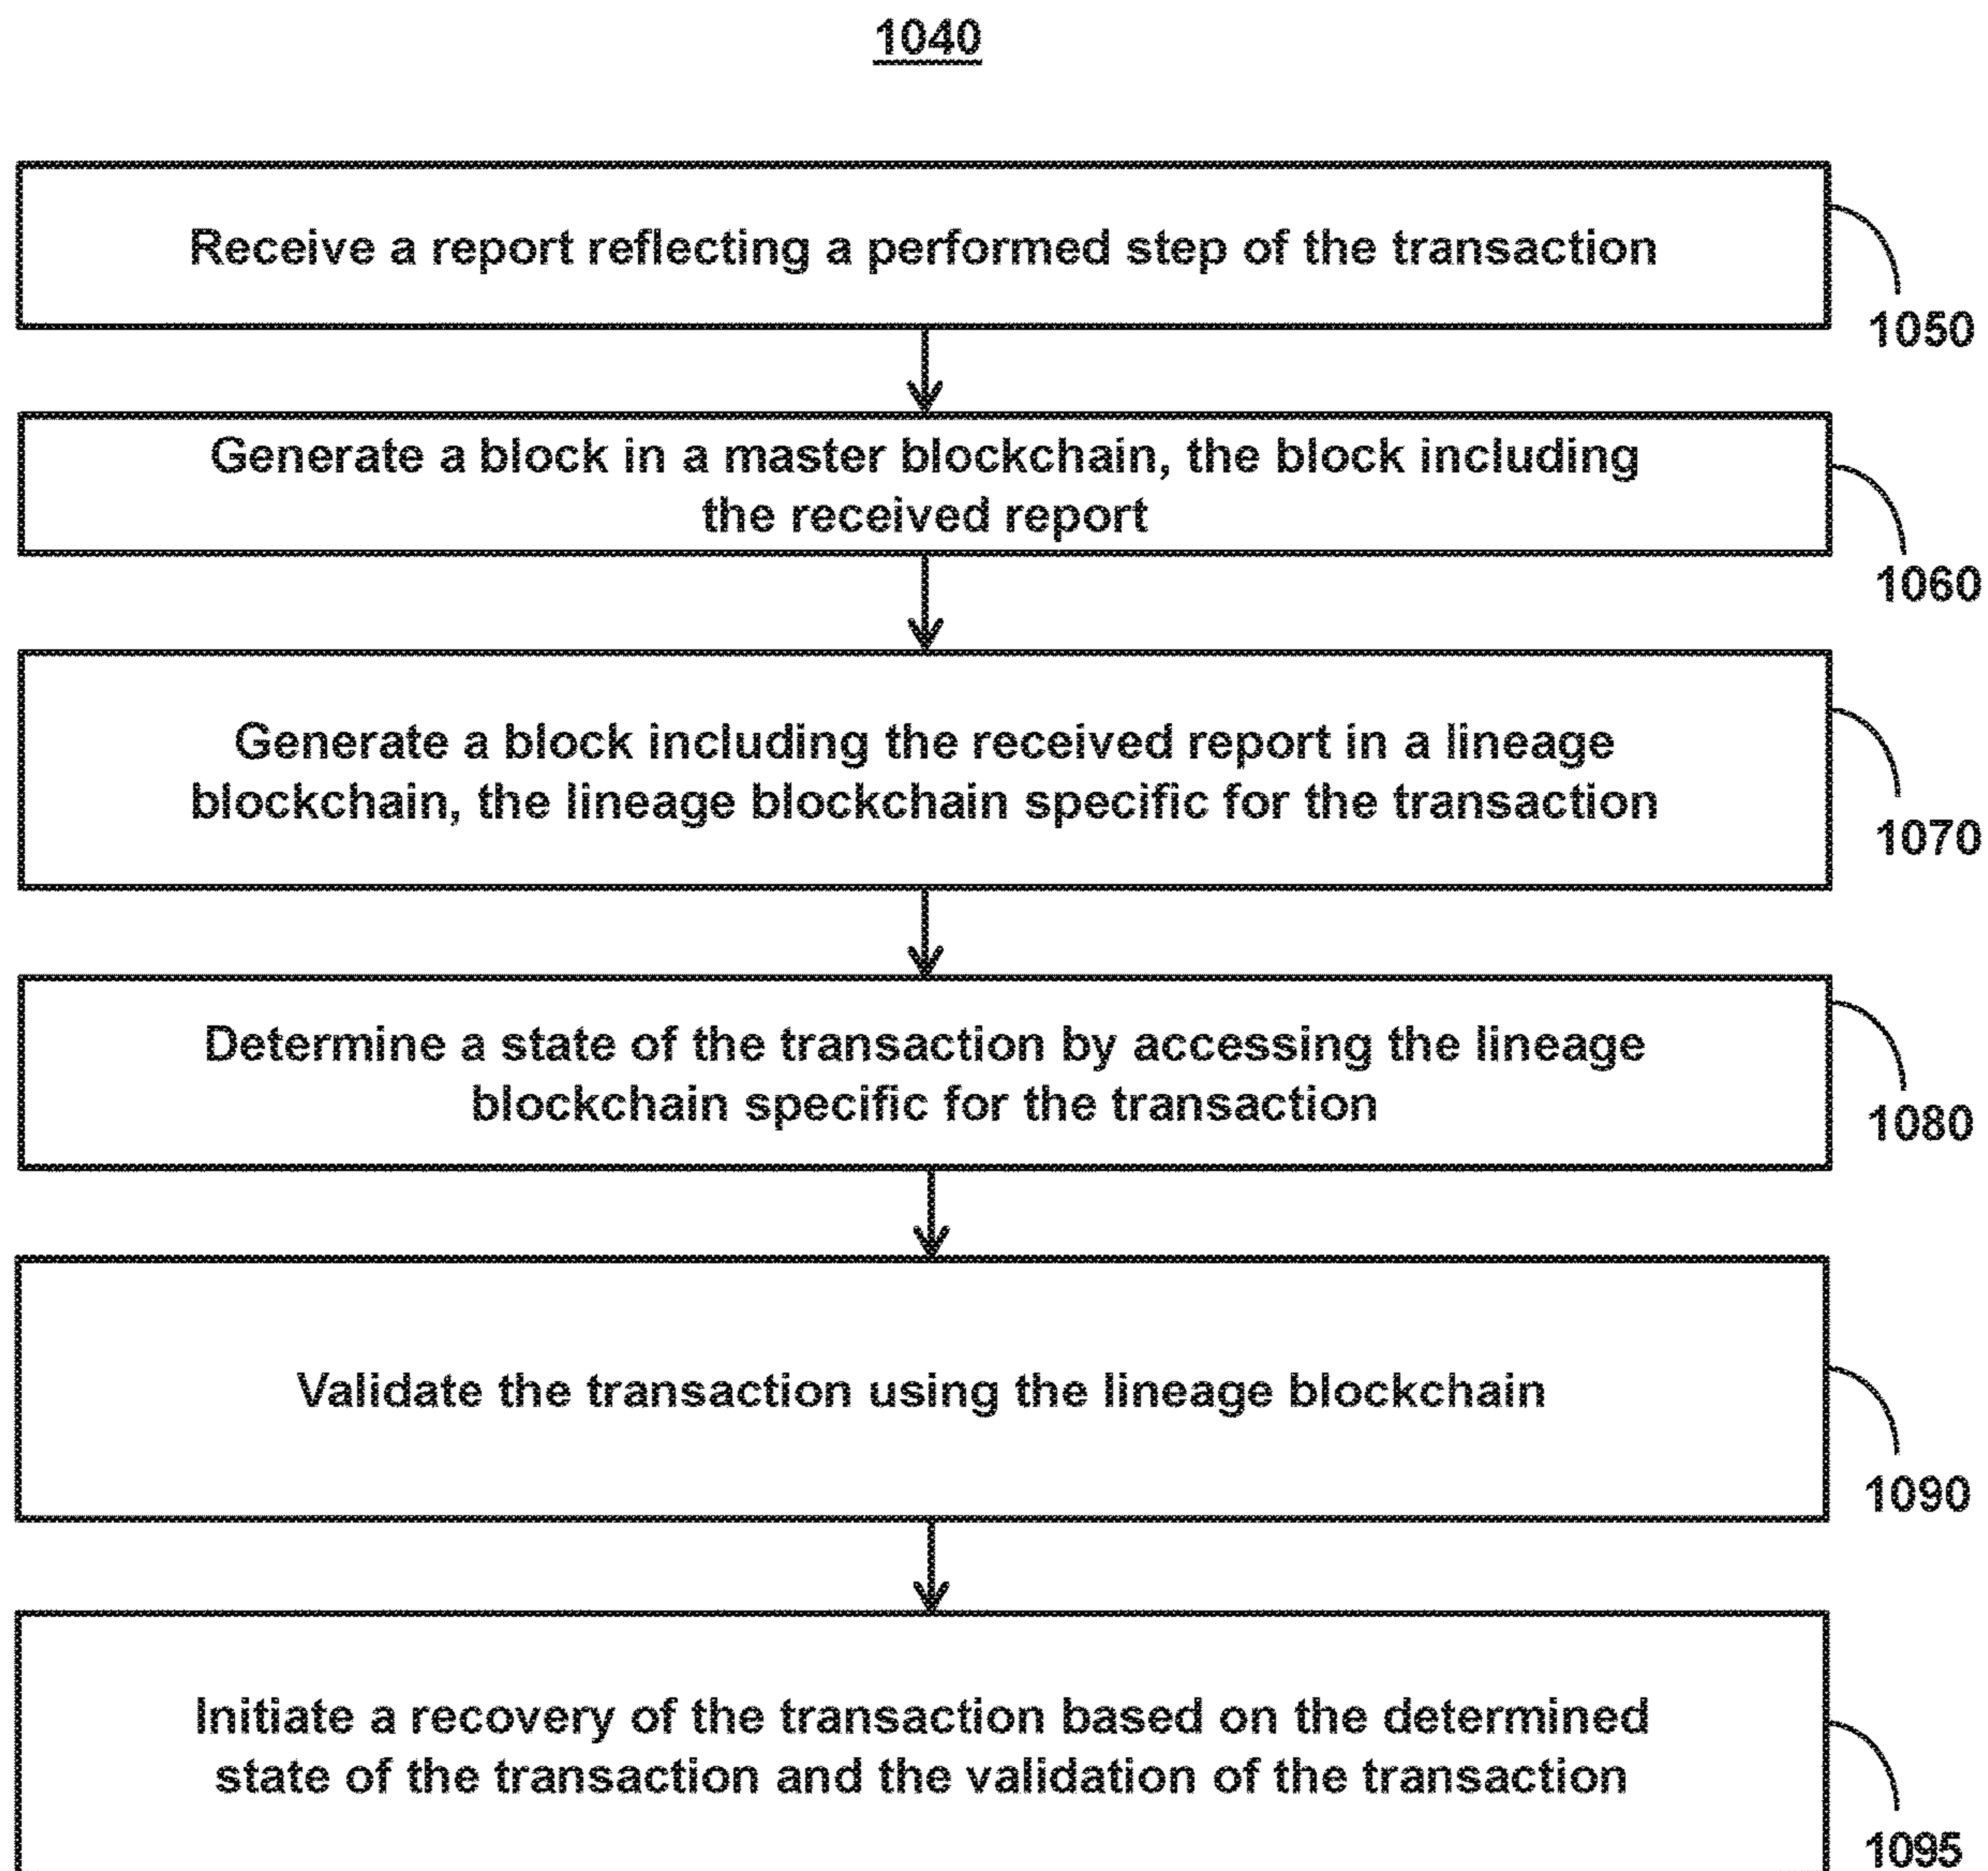 1040
Receive a report reflecting a performed step of the transaction
1050
Generate a block in a master blockchain, the block including
the received report
1060
Generate a block including the received report in a lineage
blockchain, the lineage blockchain specific for the transaction
1070
Determine a state of the transaction by accessing the lineage
blockchain specific for the transaction
1080
Validate the transaction using the lineage blockchain
1090
Initiate a recovery of the transaction based on the determined
state of the transaction and the validation of the transaction
1095